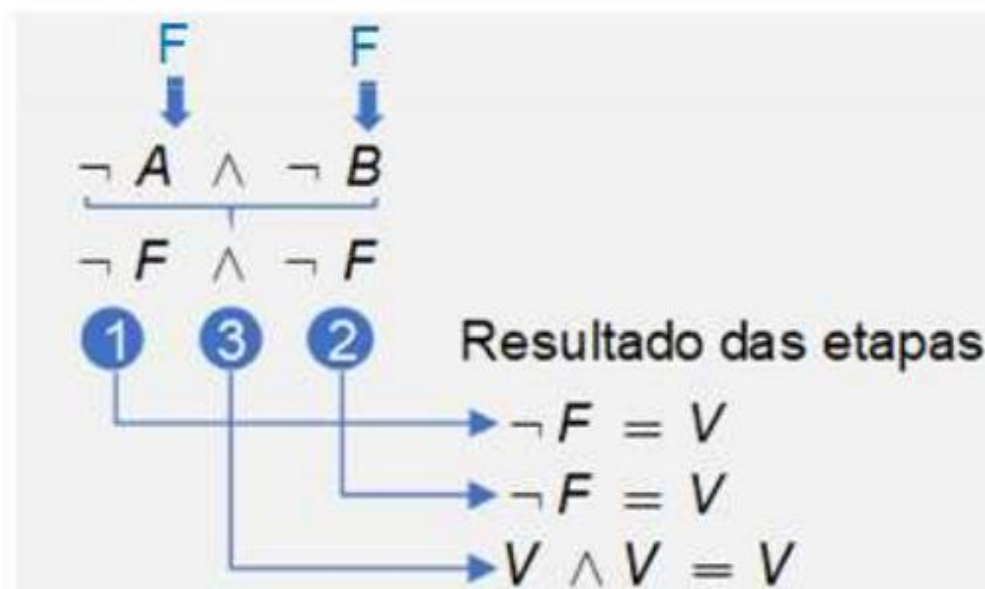 F F
¬ A ∧ ¬ B
¬ F ∧ ¬ F
1 3 2 Resultado das etapas
¬ F = V
¬ F = V
V ∧ V = V